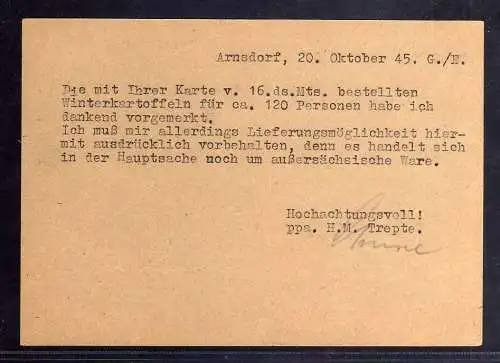 Arnsdorf, 20. Oktober 45. G./E.
Die mit Ihrer Karte v. 16.ds.Mts. bestellten
Winterkartoffeln für ca. 120 Personen habe ich
dankend vorgemerkt.
Ich muß mir allerdings Lieferungsmöglichkeit hier-
mit ausdrücklich vorbehalten, denn es handelt sich
in der Hauptsache noch um außersächsische Ware.
Hochachtungsvoll!
ppa. H.M. Trepte.